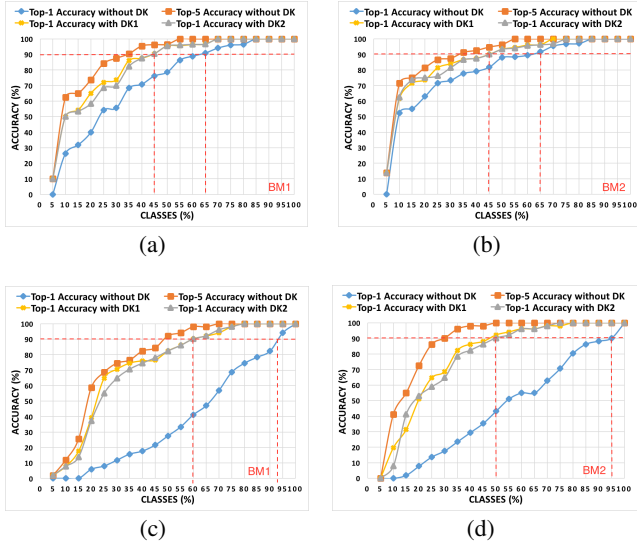 Top-1 Accuracy without DK Top-5 Accuracy without DK
Top-1 Accuracy with DK1 Top-1 Accuracy with DK2
ACCURACY (%)
100
90
80
70
60
50
40
30
20
10
0
BM1
0 5 10 15 20 25 30 35 40 45 50 55 60 65 70 75 80 85 90 95 100
CLASSES (%)
(a)
Top-1 Accuracy without DK Top-5 Accuracy without DK
Top-1 Accuracy with DK1 Top-1 Accuracy with DK2
ACCURACY (%)
100
90
80
70
60
50
40
30
20
10
0
BM2
0 5 10 15 20 25 30 35 40 45 50 55 60 65 70 75 80 85 90 95 100
CLASSES (%)
(b)
Top-1 Accuracy without DK Top-5 Accuracy without DK
Top-1 Accuracy with DK1 Top-1 Accuracy with DK2
ACCURACY (%)
100
90
80
70
60
50
40
30
20
10
0
BM1
0 5 10 15 20 25 30 35 40 45 50 55 60 65 70 75 80 85 90 95 100
CLASSES (%)
(c)
Top-1 Accuracy without DK Top-5 Accuracy without DK
Top-1 Accuracy with DK1 Top-1 Accuracy with DK2
ACCURACY (%)
100
90
80
70
60
50
40
30
20
10
0
BM2
0 5 10 15 20 25 30 35 40 45 50 55 60 65 70 75 80 85 90 95 100
CLASSES (%)
(d)